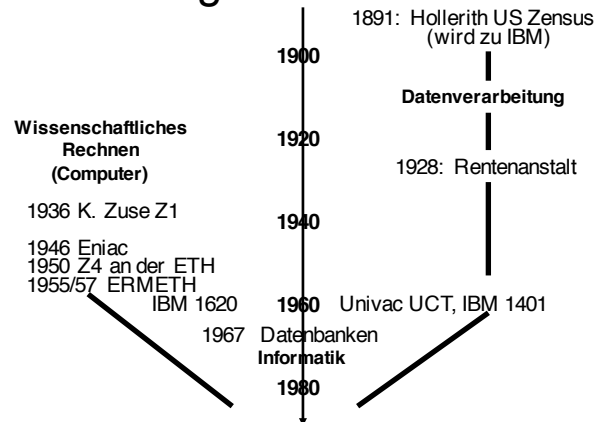 1891: Hollerith US Zensus
(wird zu IBM)
1900
Datenverarbeitung
Wissenschaftliches
Rechnen
(Computer)
1920
1928: Rentenanstalt
1936 K. Zuse Z1
1940
1946 Eniac
1950 Z4 an der ETH
1955/57 ERMETH
IBM 1620
1960
Univac UCT, IBM 1401
1967 Datenbanken
Informatik
1980